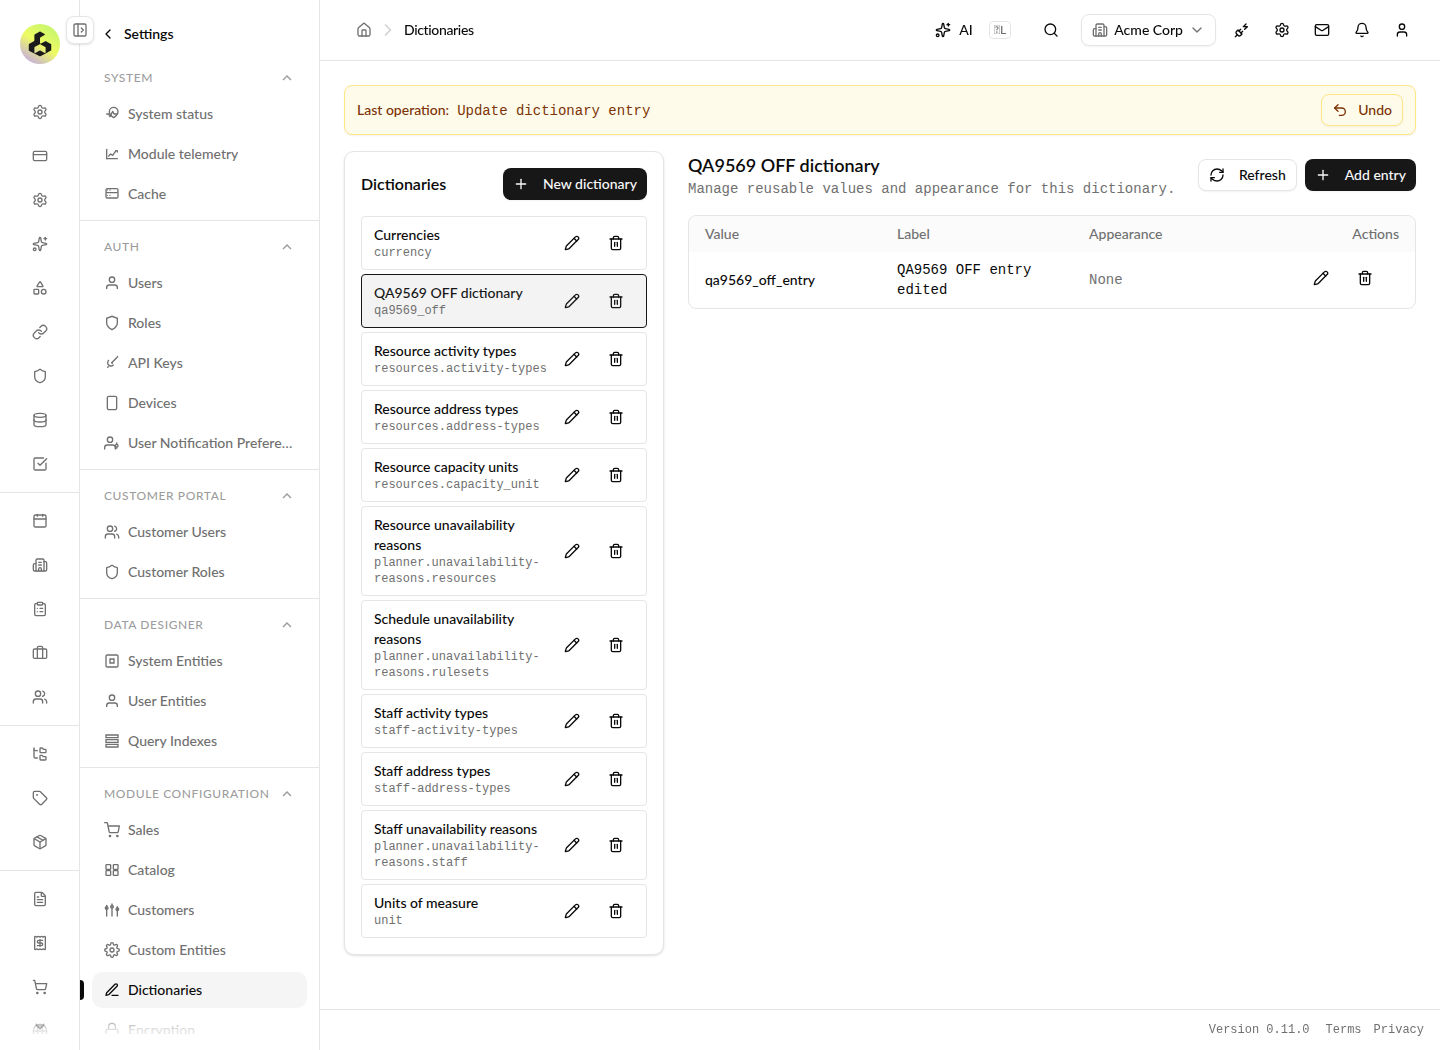 Settings
SYSTEM
System status
Module telemetry
Cache
AUTH
Users
Roles
API Keys
Devices
User Notification Prefere...
CUSTOMER PORTAL
Customer Users
Customer Roles
DATA DESIGNER
System Entities
User Entities
Query Indexes
MODULE CONFIGURATION
Sales
Catalog
Customers
Custom Entities
Dictionaries
Encryption
Dictionaries
AI
Acme Corp
Last operation: Update dictionary entry
Undo
Dictionaries
New dictionary
Currencies
currency
QA9569 OFF dictionary
qa9569_off
Resource activity types
resources.activity-types
Resource address types
resources.address-types
Resource capacity units
resources.capacity_unit
Resource unavailability
reasons
planner.unavailability-
reasons.resources
Schedule unavailability
reasons
planner.unavailability-
reasons.rulesets
Staff activity types
staff-activity-types
Staff address types
staff-address-types
Staff unavailability reasons
planner.unavailability-
reasons.staff
Units of measure
unit
QA9569 OFF dictionary
Manage reusable values and appearance for this dictionary.
Refresh
Add entry
Value Label Appearance Actions
qa9569_off_entry
QA9569 OFF entry
edited
None
Version 0.11.0 Terms Privacy